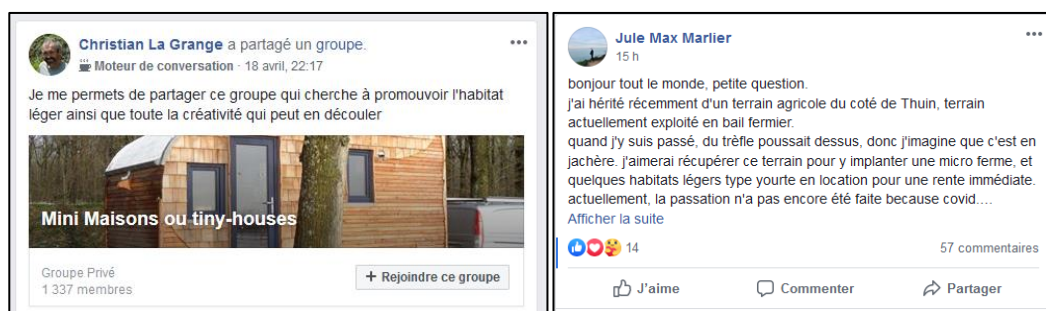 Christian La Grange a partagé un groupe.
Moteur de conversation · 18 avril, 22:17
Je me permets de partager ce groupe qui cherche à promouvoir l'habitat
léger ainsi que toute la créativité qui peut en découler
Mini Maisons ou tiny-houses
Groupe Privé
1 337 membres
+ Rejoindre ce groupe
Jule Max Marlier
15 h
bonjour tout le monde, petite question.
j'ai hérité récemment d'un terrain agricole du coté de Thuin, terrain
actuellement exploité en bail fermier.
quand j'y suis passé, du trèfle poussait dessus, donc j'imagine que c'est en
jachère. j'aimerai récupérer ce terrain pour y implanter une micro ferme, et
quelques habitats légers type yourte en location pour une rente immédiate.
actuellement, la passation n'a pas encore été faite because covid....
Afficher la suite
14
57 commentaires
J'aime
Commenter
Partager